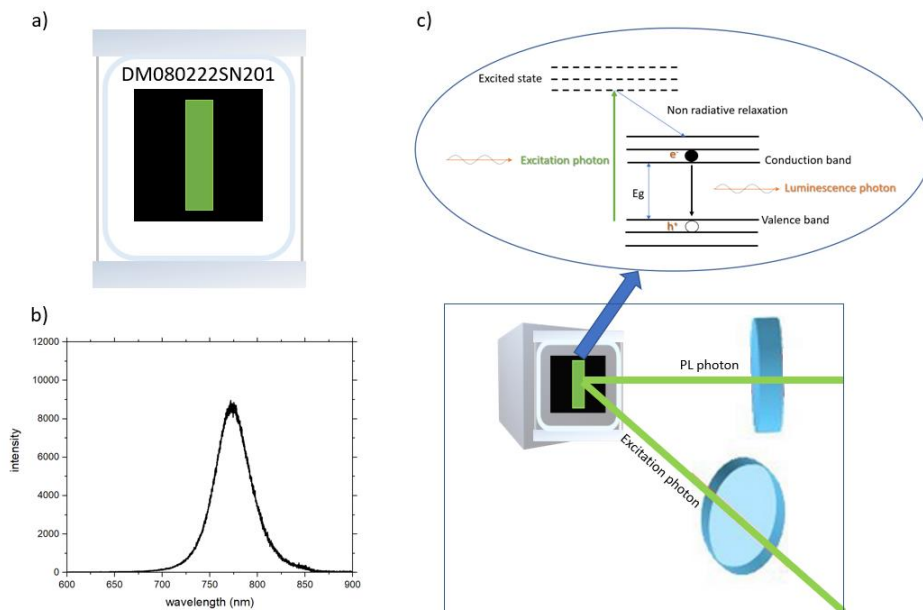 a)
DM080222SN201
b)
12000
10000
8000
6000
4000
2000
0
intensity
600
650
700
750
800
850
900
wavelength (nm)
c)
Excited state
Non radiative relaxation
Excitation photon
e-
Conduction band
Eg
Luminescence photon
Valence band
h+
PL photon
Excitation photon